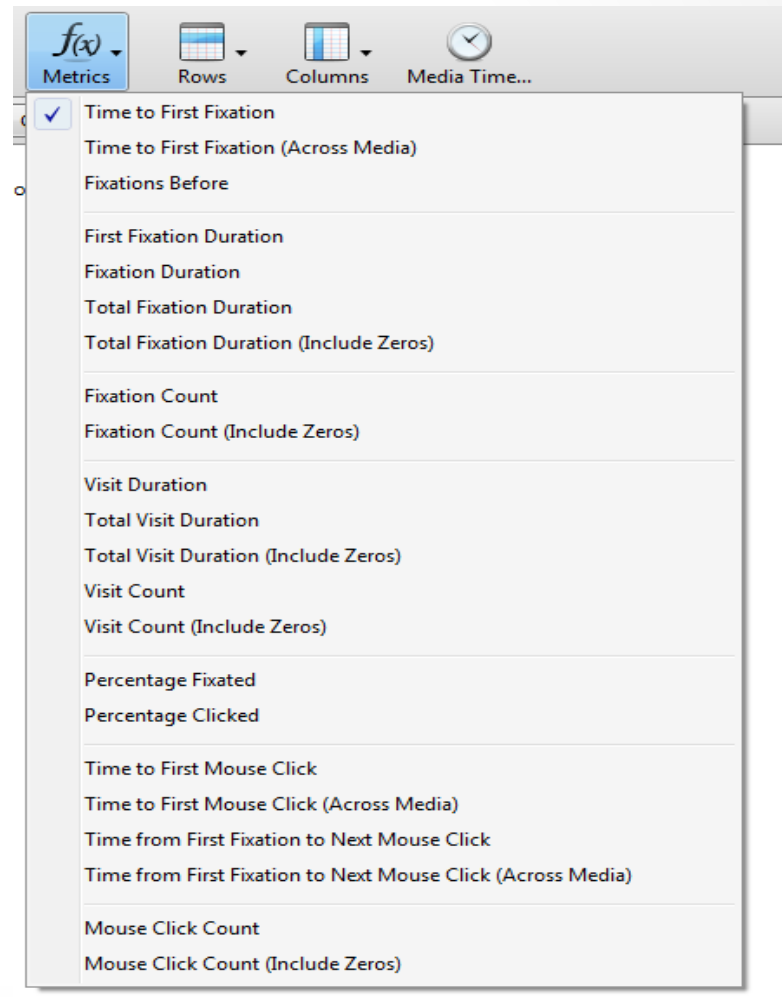 f(x)
Metrics Rows Columns Media Time...
Time to First Fixation
Time to First Fixation (Across Media)
Fixations Before
First Fixation Duration
Fixation Duration
Total Fixation Duration
Total Fixation Duration (Include Zeros)
Fixation Count
Fixation Count (Include Zeros)
Visit Duration
Total Visit Duration
Total Visit Duration (Include Zeros)
Visit Count
Visit Count (Include Zeros)
Percentage Fixated
Percentage Clicked
Time to First Mouse Click
Time to First Mouse Click (Across Media)
Time from First Fixation to Next Mouse Click
Time from First Fixation to Next Mouse Click (Across Media)
Mouse Click Count
Mouse Click Count (Include Zeros)